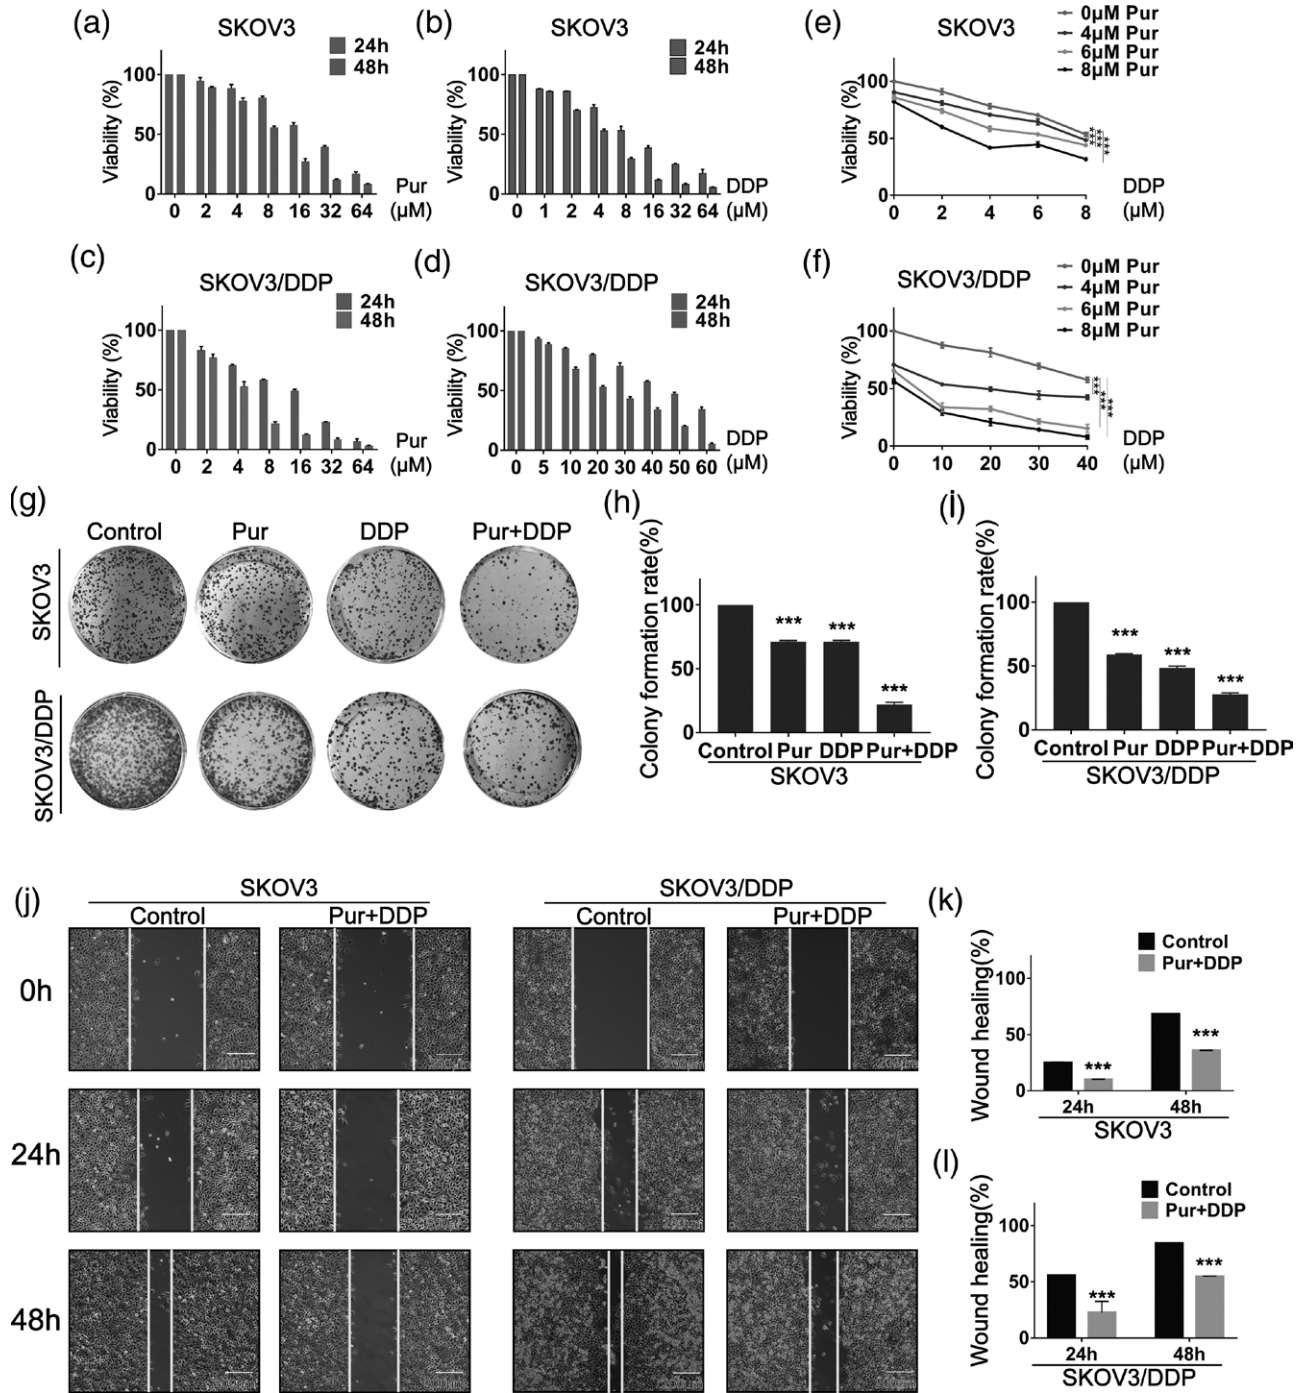 (a)
SKOV3
24h
48h
Viability (%)
100
50
0
0 2 4 8 16 32 64
Pur
(μM)
(b)
SKOV3
24h
48h
Viability (%)
100
50
0
0 1 2 4 8 16 32 64
DDP
(μM)
(e)
SKOV3
0μM Pur
4μM Pur
6μM Pur
8μM Pur
Viability (%)
100
50
0
0 2 4 6 8
DDP
(μM)
***
***
***
(c)
SKOV3/DDP
24h
48h
Viability (%)
100
50
0
0 2 4 8 16 32 64
Pur
(μM)
(d)
SKOV3/DDP
24h
48h
Viability (%)
100
50
0
0 5 10 20 30 40 50 60
DDP
(μM)
(f)
SKOV3/DDP
0μM Pur
4μM Pur
6μM Pur
8μM Pur
Viability (%)
100
50
0
0 10 20 30 40
DDP
(μM)
***
***
***
(g)
Control Pur DDP Pur+DDP
SKOV3
SKOV3/DDP
(h)
Colony formation rate(%)
100
50
0
*** *** ***
Control Pur DDP Pur+DDP
SKOV3
(i)
Colony formation rate(%)
100
50
0
*** *** ***
Control Pur DDP Pur+DDP
SKOV3/DDP
(j)
SKOV3 SKOV3/DDP
Control Pur+DDP Control Pur+DDP
0h
24h
48h
(k)
Control
Pur+DDP
Wound healing(%)
100
50
0
*** ***
24h 48h
SKOV3
(l)
Control
Pur+DDP
Wound healing(%)
100
50
0
*** ***
24h 48h
SKOV3/DDP